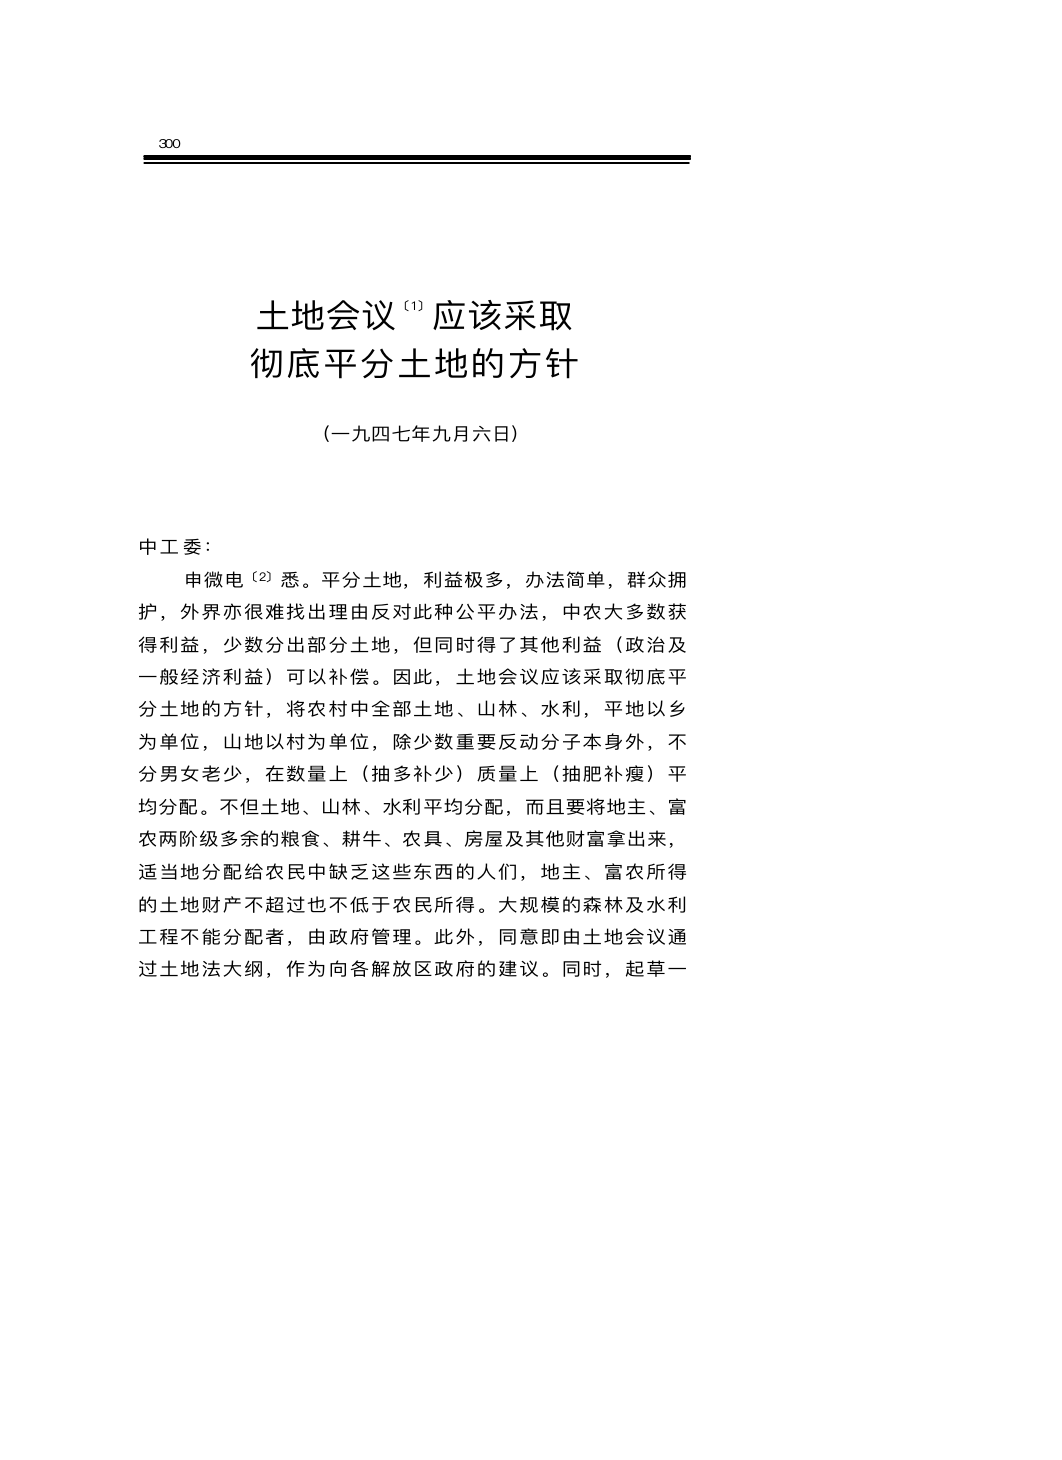 300
土地会议〔1〕应该采取
彻底平分土地的方针
(一九四七年九月六日)
中工委：
申微电〔2〕悉。平分土地，利益极多，办法简单，群众拥
护，外界亦很难找出理由反对此种公平办法，中农大多数获
得利益，少数分出部分土地，但同时得了其他利益（政治及
一般经济利益）可以补偿。因此，土地会议应该采取彻底平
分土地的方针，将农村中全部土地、山林、水利，平地以乡
为单位，山地以村为单位，除少数重要反动分子本身外，不
分男女老少，在数量上（抽多补少）质量上（抽肥补瘦）平
均分配。不但土地、山林、水利平均分配，而且要将地主、富
农两阶级多余的粮食、耕牛、农具、房屋及其他财富拿出来，
适当地分配给农民中缺乏这些东西的人们，地主、富农所得
的土地财产不超过也不低于农民所得。大规模的森林及水利
工程不能分配者，由政府管理。此外，同意即由土地会议通
过土地法大纲，作为向各解放区政府的建议。同时，起草一